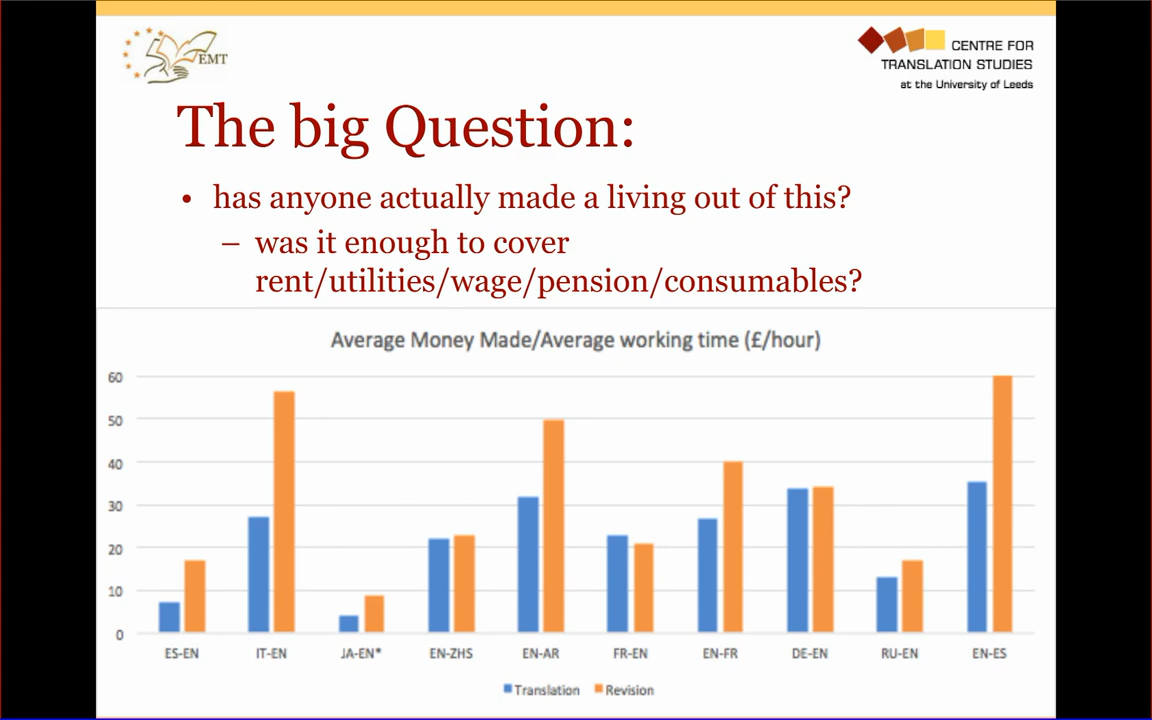 EMT
CENTRE FOR
TRANSLATION STUDIES
at the University of Leeds
The big Question:
• has anyone actually made a living out of this?
– was it enough to cover
rent/utilities/wage/pension/consumables?
Average Money Made/Average working time (£/hour)
60
50
40
30
20
10
0
ES-EN IT-EN JA-EN* EN-ZHS EN-AR FR-EN EN-FR DE-EN RU-EN EN-ES
Translation Revision